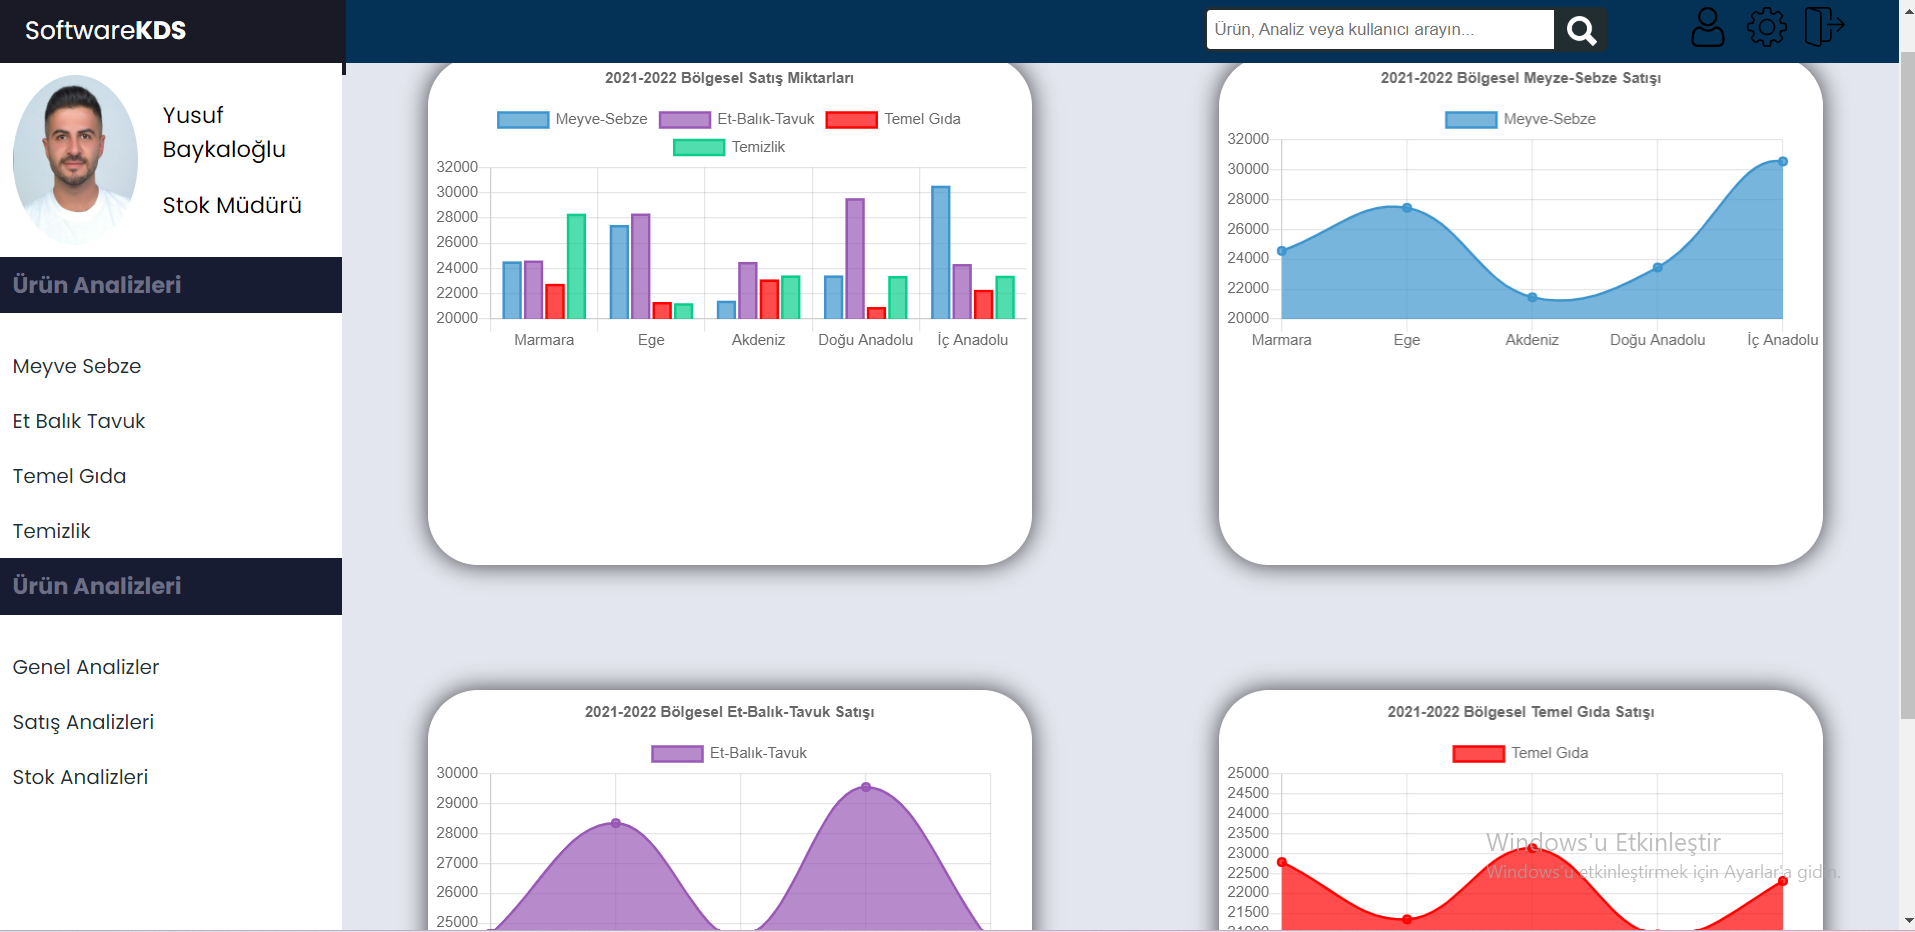 SoftwareKDS
Ürün, Analiz veya kullanıcı arayın...
Yusuf
Baykaloğlu
Stok Müdürü
Ürün Analizleri
Meyve Sebze
Et Balık Tavuk
Temel Gıda
Temizlik
Ürün Analizleri
Genel Analizler
Satış Analizleri
Stok Analizleri
2021-2022 Bölgesel Satış Miktarları
Meyve-Sebze Et-Balık-Tavuk Temel Gıda
Temizlik
32000
30000
28000
26000
24000
22000
20000
Marmara Ege Akdeniz Doğu Anadolu İç Anadolu
2021-2022 Bölgesel Meyze-Sebze Satışı
Meyve-Sebze
32000
30000
28000
26000
24000
22000
20000
Marmara Ege Akdeniz Doğu Anadolu İç Anadolu
2021-2022 Bölgesel Et-Balık-Tavuk Satışı
Et-Balık-Tavuk
30000
29000
28000
27000
26000
25000
2021-2022 Bölgesel Temel Gıda Satışı
Temel Gıda
25000
24500
24000
23500
23000
22500
22000
21500
21000
Windows'u Etkinleştir
Windows'u etkinleştirmek için Ayarlar'a gidin.